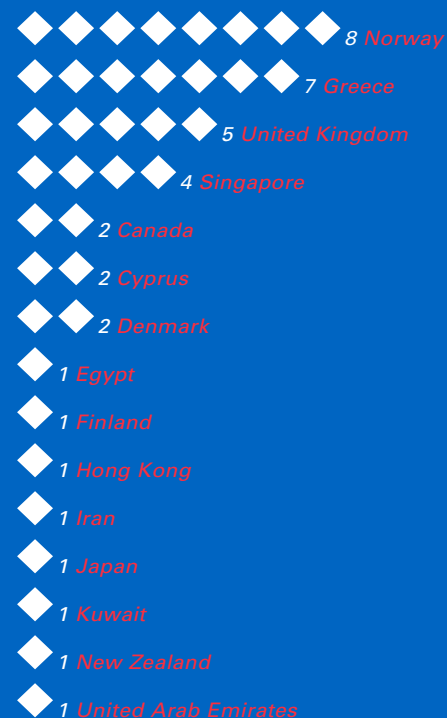 8 Norway
7 Greece
5 United Kingdom
4 Singapore
2 Canada
2 Cyprus
2 Denmark
1 Egypt
1 Finland
1 Hong Kong
1 Iran
1 Japan
1 Kuwait
1 New Zealand
1 United Arab Emirates